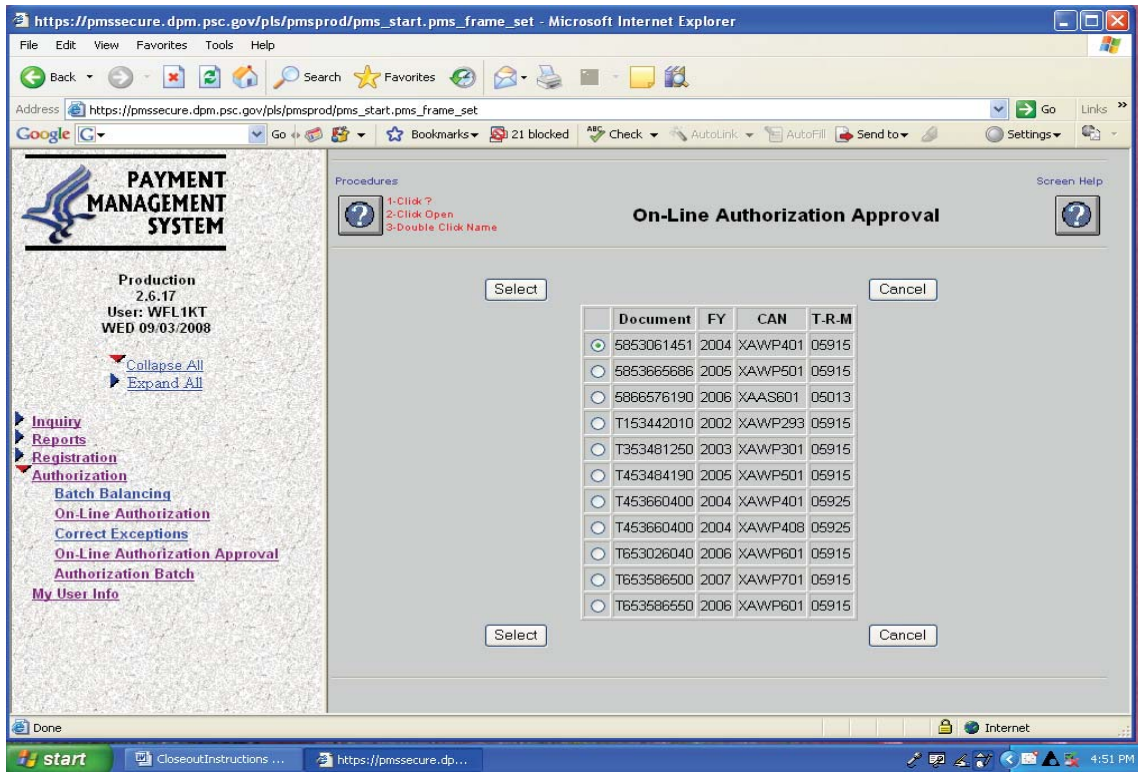 https://pmssecure.dpm.psc.gov/pls/pmsprod/pms_start.pms_frame_set - Microsoft Internet Explorer
File Edit View Favorites Tools Help
Back Search Favorites
Address https://pmssecure.dpm.psc.gov/pls/pmsprod/pms_start.pms_frame_set Go Links »
Google G Go Bookmarks 21 blocked ABC Check AutoLink AutoFill Send to Settings
PAYMENT
MANAGEMENT
SYSTEM
Production
2.6.17
User: WFL1KT
WED 09/03/2008
Collapse All
Expand All
Inquiry
Reports
Registration
Authorization
Batch Balancing
On-Line Authorization
Correct Exceptions
On-Line Authorization Approval
Authorization Batch
My User Info
Procedures
1-Click ?
2-Click Open
3-Double Click Name
On-Line Authorization Approval
Screen Help
Select Cancel
Document FY CAN T-R-M
5853061451 2004 XAWP401 05915
5853665686 2005 XAWP501 05915
5866576190 2006 XAAS601 05013
T153442010 2002 XAWP293 05915
T353481250 2003 XAWP301 05915
T453484190 2005 XAWP501 05915
T453660400 2004 XAWP401 05925
T453660400 2004 XAWP408 05925
T653026040 2006 XAWP601 05915
T653586500 2007 XAWP701 05915
T653586550 2006 XAWP601 05915
Select Cancel
Done Internet
start CloseoutInstructions ... https://pmssecure.dp... 4:51 PM